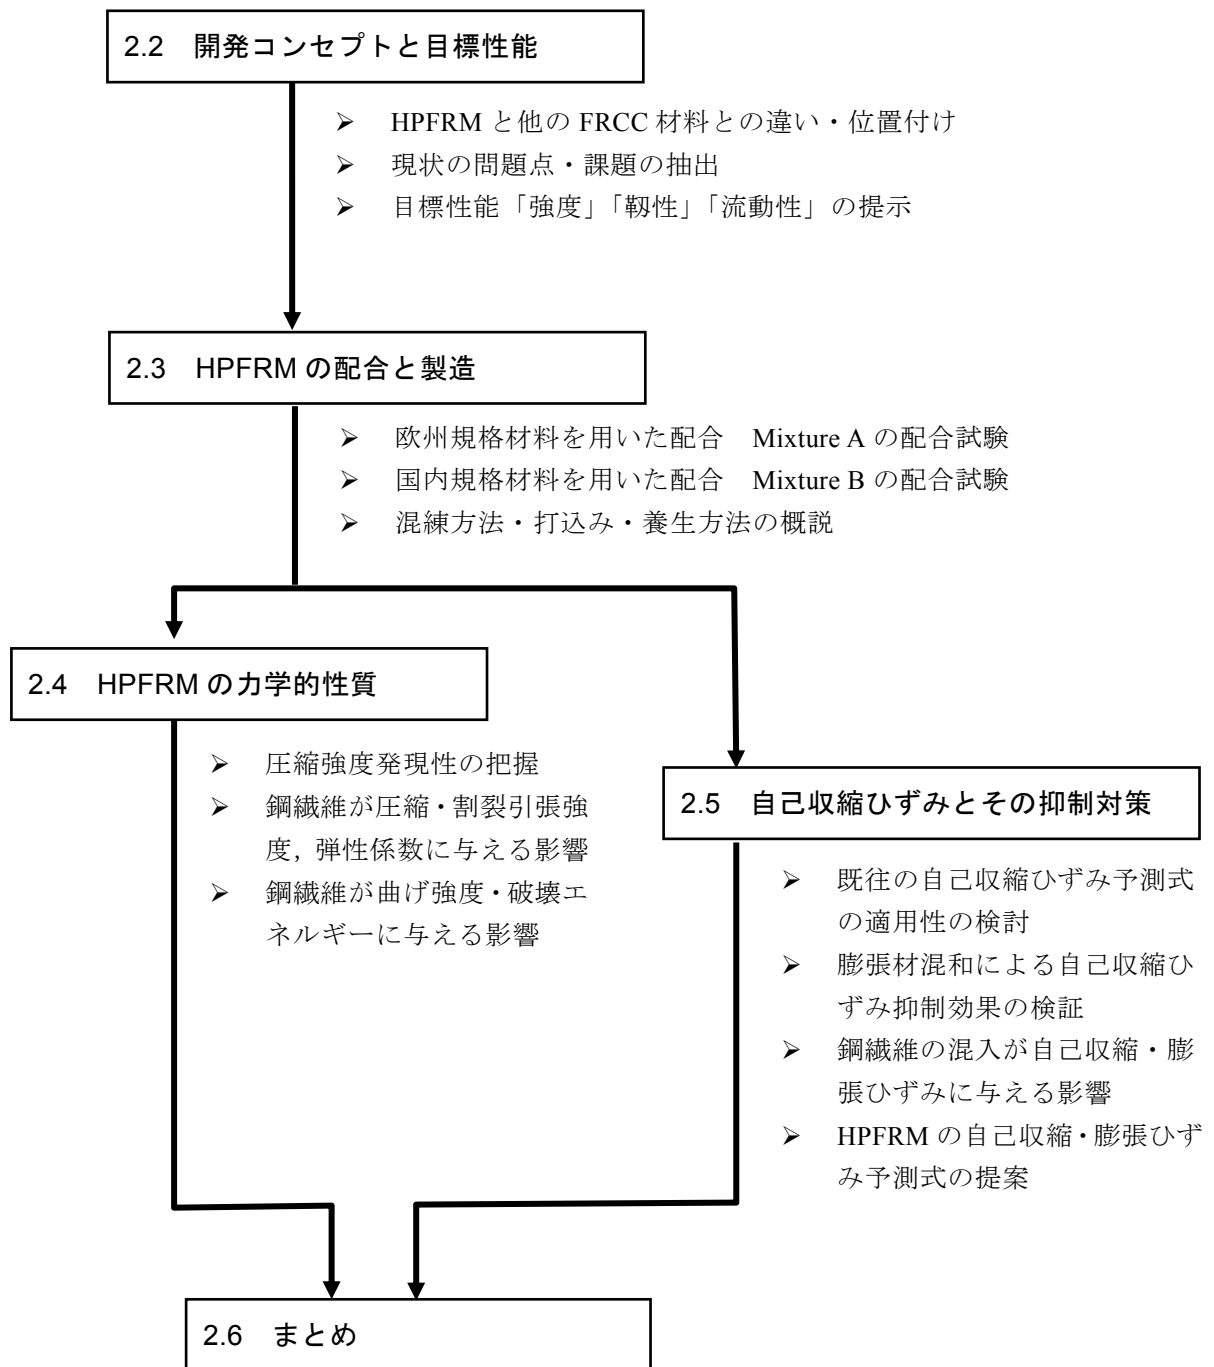 2.2　開発コンセプトと目標性能
➢　HPFRM と他の FRCC 材料との違い・位置付け
➢　現状の問題点・課題の抽出
➢　目標性能「強度」「靱性」「流動性」の提示
2.3　HPFRM の配合と製造
➢　欧州規格材料を用いた配合　Mixture A の配合試験
➢　国内規格材料を用いた配合　Mixture B の配合試験
➢　混練方法・打込み・養生方法の概説
2.4　HPFRM の力学的性質
➢　圧縮強度発現性の把握
➢　鋼繊維が圧縮・割裂引張強
度，弾性係数に与える影響
➢　鋼繊維が曲げ強度・破壊エ
ネルギーに与える影響
2.5　自己収縮ひずみとその抑制対策
➢　既往の自己収縮ひずみ予測式
の適用性の検討
➢　膨張材混和による自己収縮ひ
ずみ抑制効果の検証
➢　鋼繊維の混入が自己収縮・膨
張ひずみに与える影響
➢　HPFRM の自己収縮・膨張ひず
み予測式の提案
2.6　まとめ